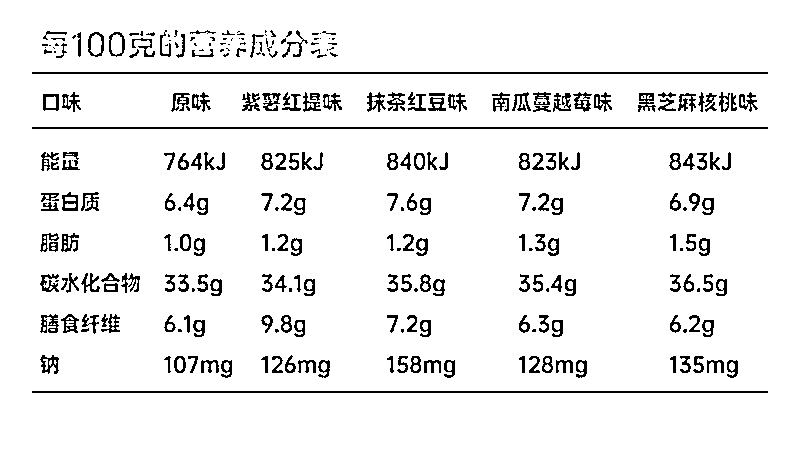 每100克的营养成分表
口味 原味 紫薯红提味 抹茶红豆味 南瓜蔓越莓味 黑芝麻核桃味
能量 764kJ 825kJ 840kJ 823kJ 843kJ
蛋白质 6.4g 7.2g 7.6g 7.2g 6.9g
脂肪 1.0g 1.2g 1.2g 1.3g 1.5g
碳水化合物 33.5g 34.1g 35.8g 35.4g 36.5g
膳食纤维 6.1g 9.8g 7.2g 6.3g 6.2g
钠 107mg 126mg 158mg 128mg 135mg